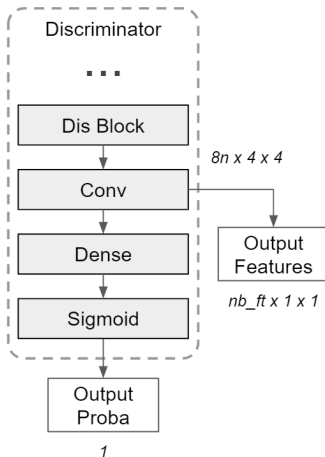 Discriminator
...
Dis Block
8n x 4 x 4
Conv
Dense
Output
Features
nb_ft x 1 x 1
Sigmoid
Output
Proba
1